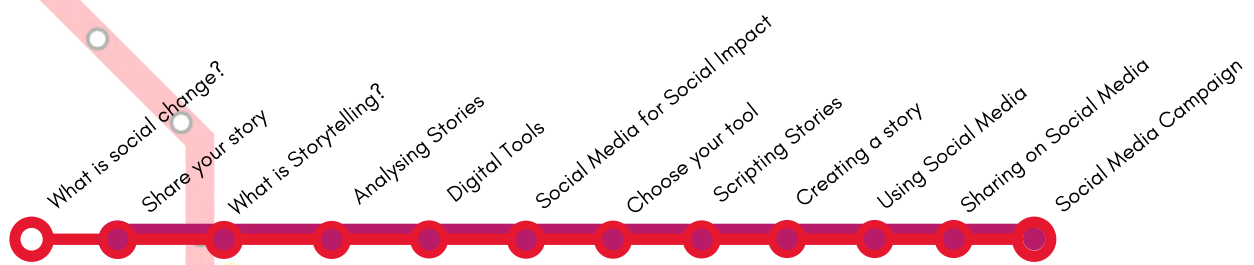 What is social change?
Share your story
What is Storytelling?
Analysing Stories
Digital Tools
Social Media for Social Impact
Choose your tool
Scripting Stories
Creating a story
Using Social Media
Sharing on Social Media
Social Media Campaign